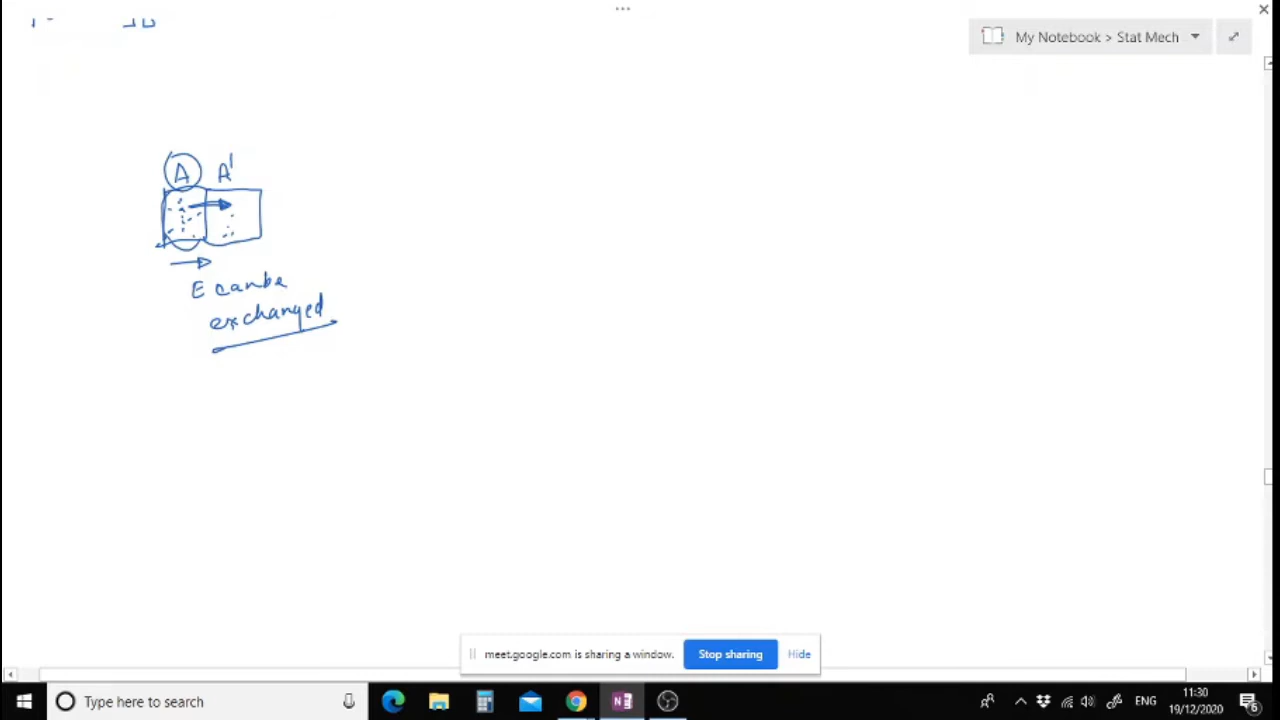 My Notebook > Stat Mech
A A'
E can be
exchanged
meet.google.com is sharing a window.
Stop sharing
Hide
Type here to search
ENG
11:30
19/12/2020
6